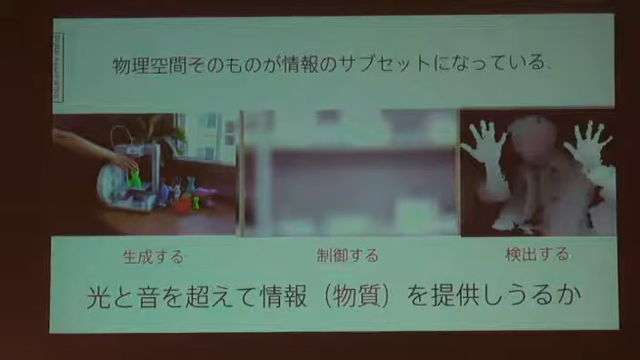 物理空間そのものが情報のサブセットになっている.
生成する
制御する
検出する
光と音を超えて情報（物質）を提供しうるか